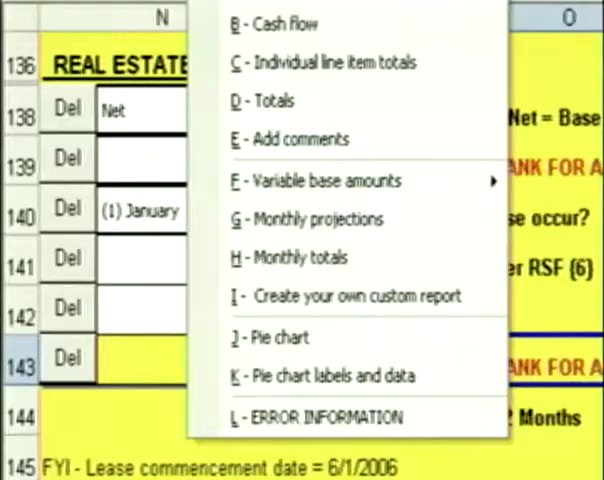 N O
B - Cash flow
136 REAL ESTATE C - Individual line item totals
D - Totals
138 Del Net Net = Base
E - Add comments
139 Del ANK FOR A
F - Variable base amounts
140 Del (1) January G - Monthly projections se occur?
141 Del H - Monthly totals er RSF {6}
142 Del I - Create your own custom report
J - Pie chart
143 Del ANK FOR A
K - Pie chart labels and data
144 L - ERROR INFORMATION 2 Months
145 FYI - Lease commencement date = 6/1/2006